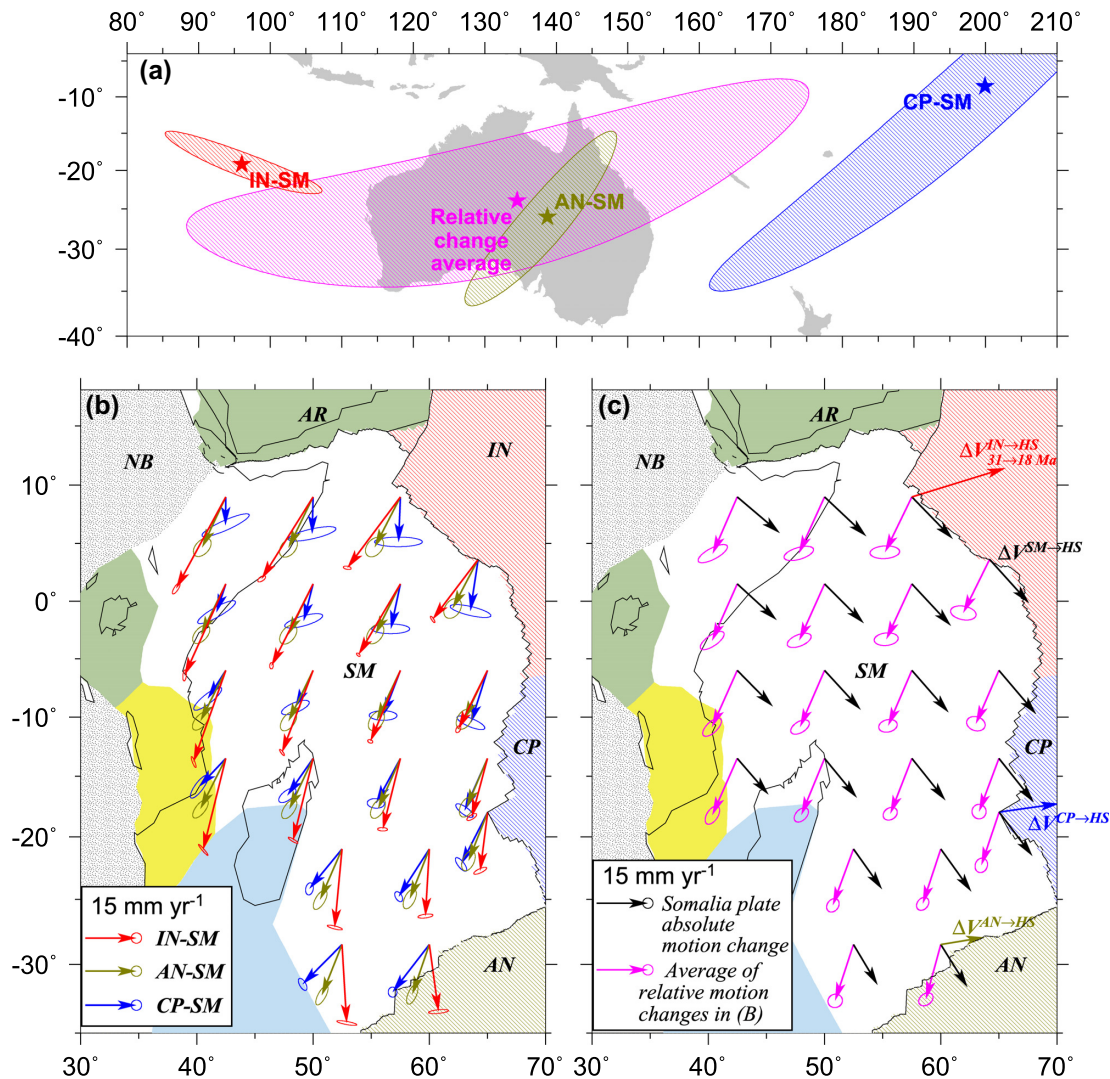 80˚ 90˚ 100˚ 110˚ 120˚ 130˚ 140˚ 150˚ 160˚ 170˚ 180˚ 190˚ 200˚ 210˚
(a)
-10˚
-20˚
-30˚
-40˚
CP-SM
IN-SM
AN-SM
Relative
change
average
(b)
AR
IN
NB
SM
CP
AN
10˚
0˚
-10˚
-20˚
-30˚
15 mm yr-1
IN-SM
AN-SM
CP-SM
30˚ 40˚ 50˚ 60˚ 70˚
(c)
AR
IN
NB
SM
CP
AN
ΔV^{IN→HS}
31→18 Ma
ΔV^{SM→HS}
ΔV^{CP→HS}
ΔV^{AN→HS}
15 mm yr-1
Somalia plate
absolute
motion change
Average of
relative motion
changes in (B)
30˚ 40˚ 50˚ 60˚ 70˚